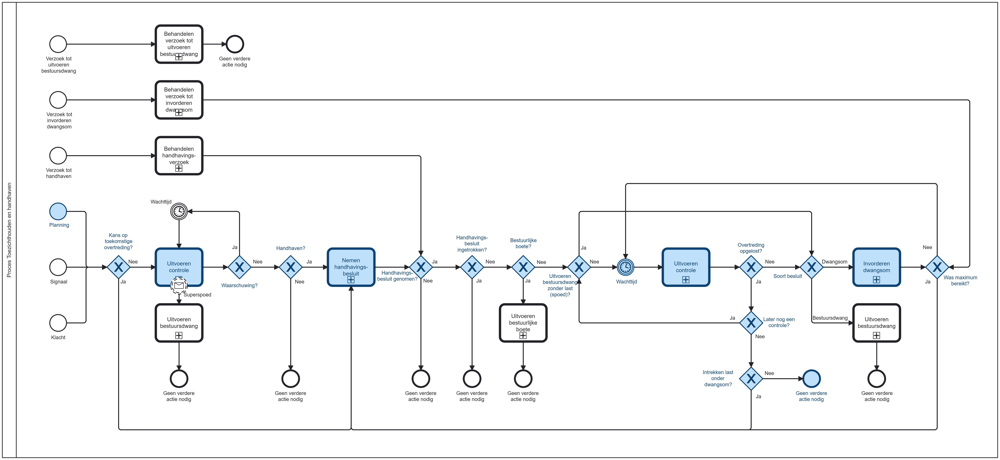 Proces Toezichthouden en handhaven
Verzoek tot
uitvoeren
bestuursdwang
Behandelen
verzoek tot
uitvoeren
bestuursdwang
Geen verdere
actie nodig
Verzoek tot
invorderen
dwangsom
Behandelen
verzoek tot
invorderen
dwangsom
Verzoek tot
handhaven
Behandelen
handhavings-
verzoek
Planning
Signaal
Klacht
Kans op
toekomstige
overtreding?
Nee
Ja
Wachttijd
Uitvoeren
controle
Superspoed
Uitvoeren
bestuursdwang
Geen verdere
actie nodig
Ja
Nee
Waarschuwing?
Handhaven?
Ja
Nee
Geen verdere
actie nodig
Nemen
handhavings-
besluit
Handhavings-
besluit genomen?
Ja
Nee
Geen verdere
actie nodig
Handhavings-
besluit
ingetrokken?
Nee
Ja
Geen verdere
actie nodig
Bestuurlijke
boete?
Nee
Ja
Uitvoeren
bestuurlijke
boete
Geen verdere
actie nodig
Uitvoeren
bestuursdwang
zonder last
(spoed)?
Ja
Nee
Wachttijd
Uitvoeren
controle
Overtreding
opgelost?
Nee
Ja
Later nog een
controle?
Ja
Nee
Intrekken last
onder
dwangsom?
Nee
Ja
Geen verdere
actie nodig
Soort besluit
Dwangsom
Bestuursdwang
Invorderen
dwangsom
Uitvoeren
bestuursdwang
Geen verdere
actie nodig
Nee
Ja
Was maximum
bereikt?